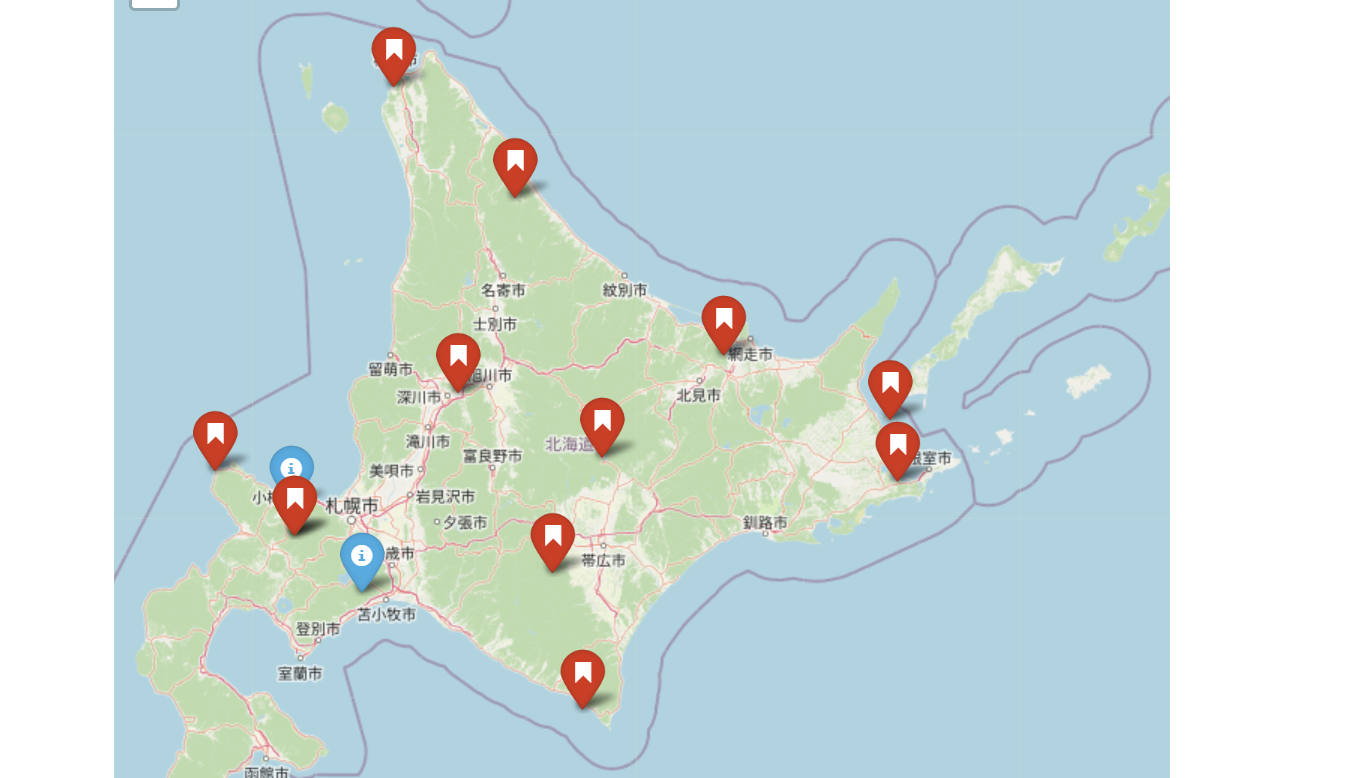 名寄市
紋別市
士別市
網走市
留萌市
旭川市
深川市
北見市
滝川市
北海道
富良野市
根室市
美唄市
岩見沢市
札幌市
夕張市
釧路市
歳市
帯広市
苫小牧市
登別市
室蘭市
函館市